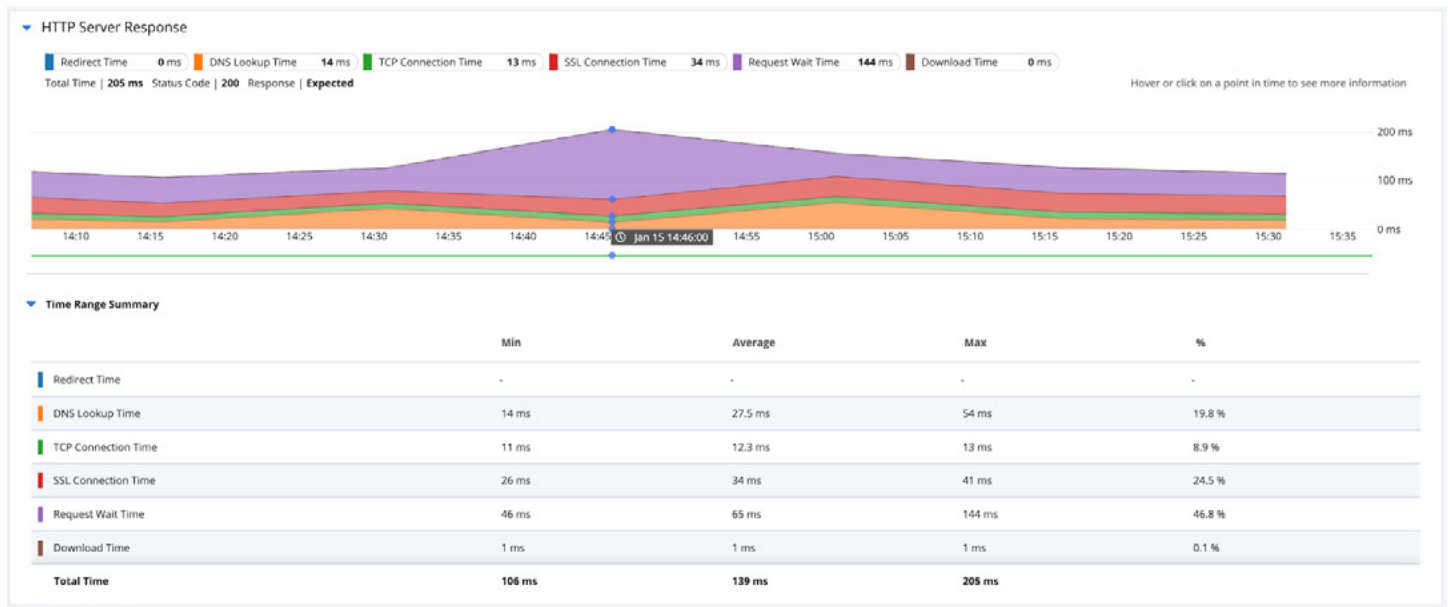 HTTP Server Response
Redirect Time 0 ms DNS Lookup Time 14 ms TCP Connection Time 13 ms SSL Connection Time 34 ms Request Wait Time 144 ms Download Time 0 ms
Total Time | 205 ms Status Code | 200 Response | Expected Hover or click on a point in time to see more information
200 ms
100 ms
0 ms
14:10 14:15 14:20 14:25 14:30 14:35 14:40 14:45 Jan 15 14:46:00 14:55 15:00 15:05 15:10 15:15 15:20 15:25 15:30 15:35
Time Range Summary
Min Average Max %
Redirect Time - - - -
DNS Lookup Time 14 ms 27.5 ms 54 ms 19.8 %
TCP Connection Time 11 ms 12.3 ms 13 ms 8.9 %
SSL Connection Time 26 ms 34 ms 41 ms 24.5 %
Request Wait Time 46 ms 65 ms 144 ms 46.8 %
Download Time 1 ms 1 ms 1 ms 0.1 %
Total Time 106 ms 139 ms 205 ms